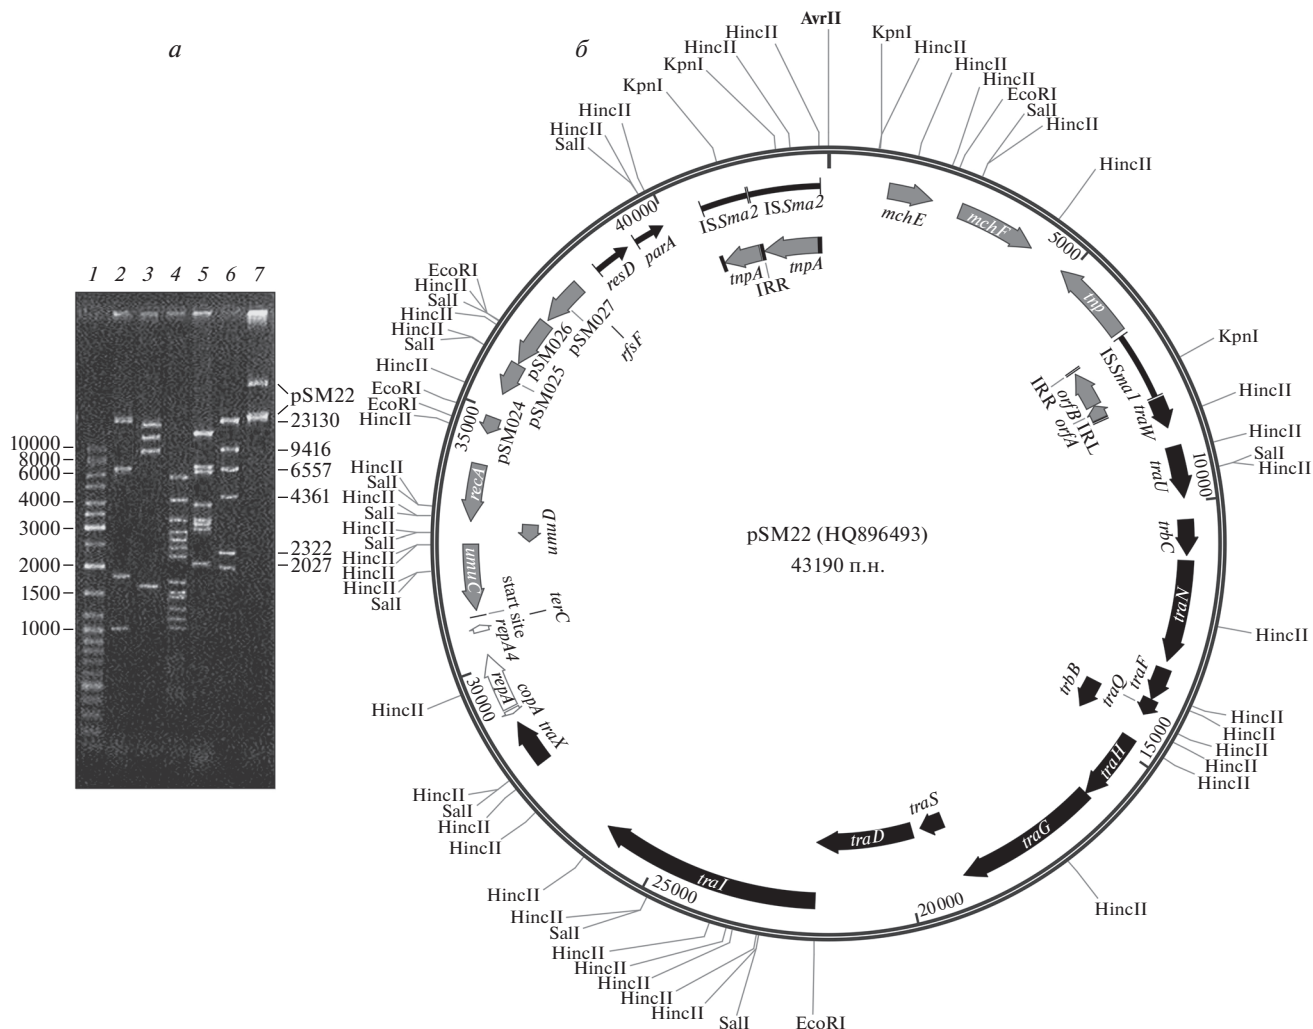 а
1 2 3 4 5 6 7
10000
8000
6000
4000
3000
2000
1500
1000
pSM22
23130
9416
6557
4361
2322
2027
б
AvrII
KpnI
HincII
HincII
HincII
EcoRI
SalI
HincII
HincII
KpnI
HincII
HincII
SalI
HincII
HincII
HincII
HincII
HincII
HincII
HincII
HincII
EcoRI
SalI
HincII
HincII
HincII
HincII
HincII
SalI
HincII
HincII
HincII
HincII
SalI
HincII
HincII
SalI
HincII
HincII
HincII
SalI
HincII
SalI
HincII
SalI
HincII
HincII
EcoRI
EcoRI
HincII
SalI
HincII
HincII
SalI
HincII
EcoRI
SalI
HincII
HincII
KpnI
KpnI
HincII
HincII
5000
10000
15000
20000
25000
30000
35000
40000
mchE
mchF
tnp
ISSma1
traW
IRR
orfB
orfA
IRL
traU
trbC
traN
traF
traQ
trbB
traH
traG
traS
traD
traI
traX
copA
repA
repA4
start site
terC
umuC
umuD
recA
pSM024
pSM025
pSM026
pSM027
rfsF
resD
parA
ISSma2
ISSma2
tnpA
IRR
tnpA
pSM22 (HQ896493)
43190 п.н.